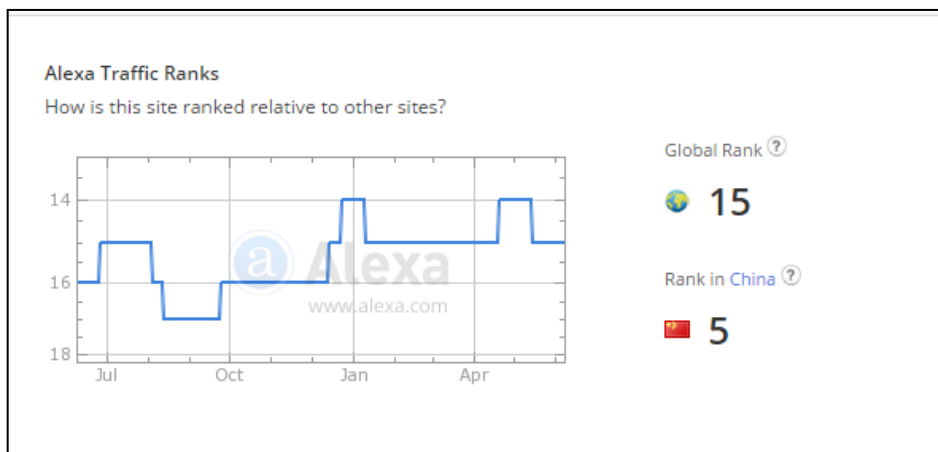 Alexa Traffic Ranks
How is this site ranked relative to other sites?
Global Rank ?
15
Rank in China ?
5
14
16
18
Jul Oct Jan Apr
a Alexa
www.alexa.com